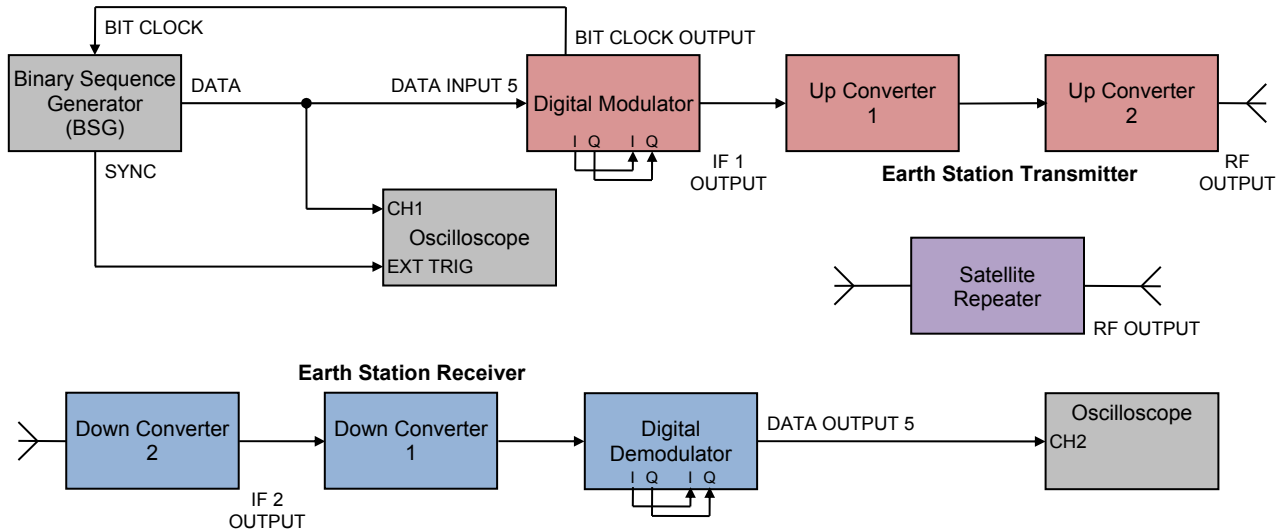 BIT CLOCK
BIT CLOCK OUTPUT
Binary Sequence
Generator
(BSG)
DATA
DATA INPUT 5
Digital Modulator
I Q I Q
Up Converter
1
Up Converter
2
SYNC
IF 1
OUTPUT
Earth Station Transmitter
RF
OUTPUT
CH1
Oscilloscope
EXT TRIG
Satellite
Repeater
RF OUTPUT
Earth Station Receiver
Down Converter
2
Down Converter
1
Digital
Demodulator
I Q I Q
DATA OUTPUT 5
Oscilloscope
CH2
IF 2
OUTPUT